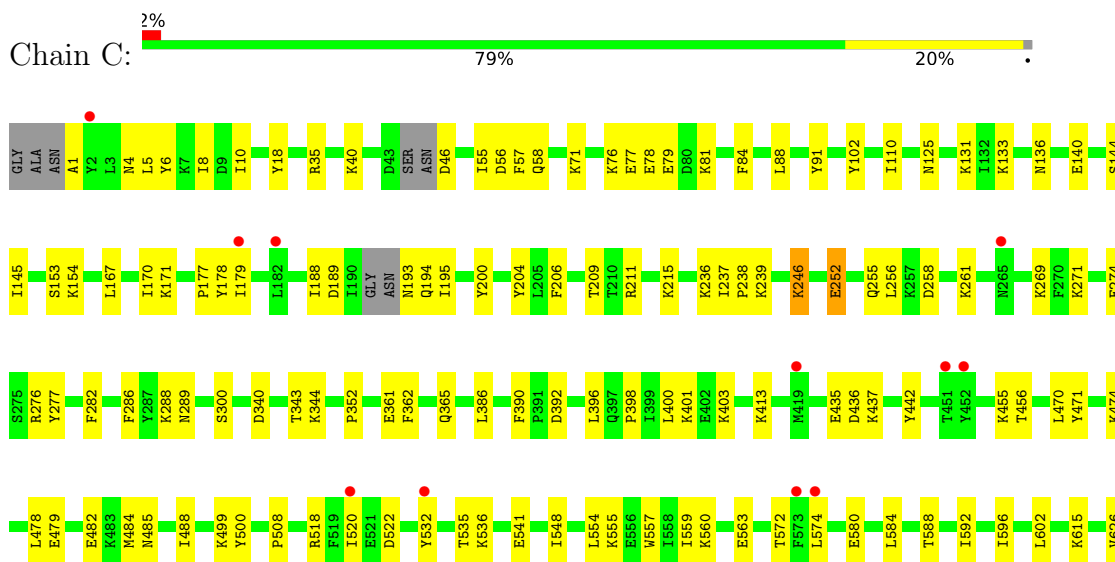 2%
Chain C:
79%
20%
GLY ALA ASN A1 Y2 L3 N4 L5 Y6 K7 I8 D9 I10 Y18 R35 K40 D43 SER ASN D46 I55 D56 F57 Q58 K71 K76 E77 E78 E79 D80 K81 F84 L88 Y91 Y102 I110 N125 K131 I132 K133 N136 E140 S144
I145 S153 K154 L167 I170 K171 P177 Y178 I179 L182 I188 D189 I190 GLY ASN N193 Q194 I195 Y200 Y204 L205 F206 T209 T210 R211 K215 K236 I237 P238 K239 K246 E252 Q255 L256 K257 D258 K261 N265 K269 F270 K271
S275 R276 Y277 F282 F286 Y287 K288 N289 S300 D340 T343 K344 P352 E361 F362 Q365 L386 F390 P391 D392 L396 Q397 P398 I399 L400 K401 E402 K403 K413 M419 E435 D436 K437 Y442 T451 Y452 K455 T456 L470 Y471 K474
L478 E479 E482 K483 M484 N485 I488 K499 Y500 P508 R518 F519 I520 E521 D522 Y532 T535 K536 E541 I548 L554 K555 E556 W557 I558 I559 K560 E563 T572 F573 L574 E580 L584 T588 I592 I596 L602 K615